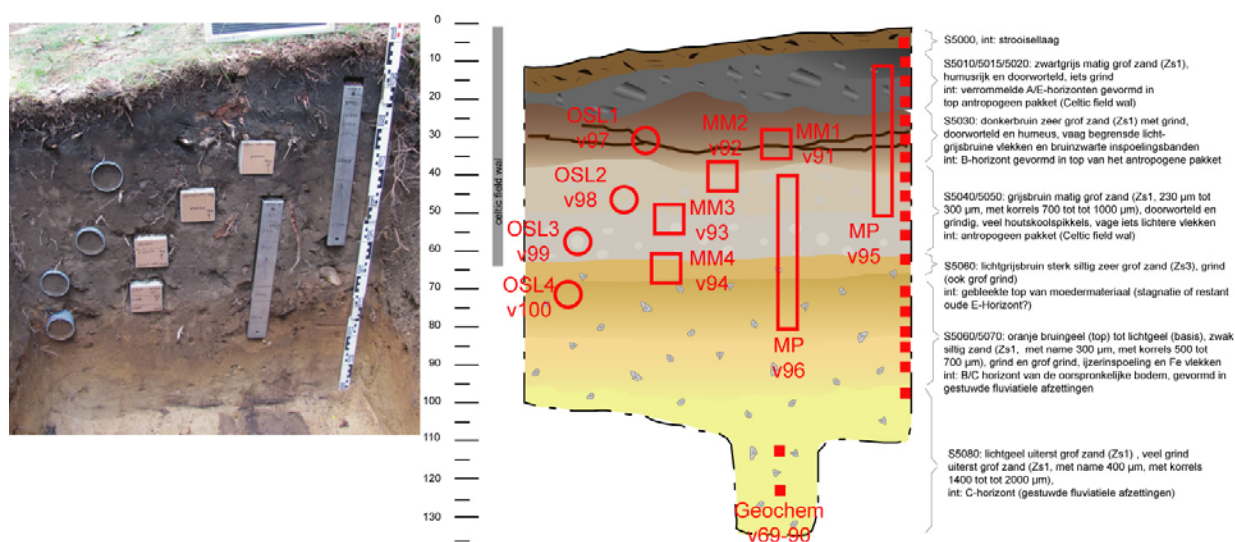 0
10
20
30
40
50
60
70
80
90
100
110
120
130
celtic field wal
OSL1
v97
OSL2
v98
OSL3
v99
OSL4
v100
MM2
v92
MM1
v91
MM3
v93
MM4
v94
MP
v95
MP
v96
Geochem
v69-90
S5000, int: strooisellaag
S5010/5015/5020: zwartgrijs matig grof zand (Zs1),
humusrijk en doorworteld, iets grind
int: verrommelde A/E-horizonten gevormd in
top antropogeen pakket (Celtic field wal)
S5030: donkerbruin zeer grof zand (Zs1) met grind,
doorworteld en humeus, vaag begrensde licht-
grijsbruine vlekken en bruinzwarte inspoelingsbanden
int: B-horizont gevormd in top van het antropogene pakket
S5040/5050: grijsbruin matig grof zand (Zs1, 230 µm tot
300 µm, met korrels 700 tot tot 1000 µm), doorworteld en
grindig, veel houtskoolspikkels, vage iets lichtere vlekken
int: antropogeen pakket (Celtic field wal)
S5060: lichtgrijsbruin sterk siltig zeer grof zand (Zs3), grind
(ook grof grind)
int: gebleekte top van moedermateriaal (stagnatie of restant
oude E-Horizont?)
S5060/5070: oranje bruingeel (top) tot lichtgeel (basis), zwak
siltig zand (Zs1, met name 300 µm, met korrels 500 tot
700 µm), grind en grof grind, ijzerinspoeling en Fe vlekken
int: B/C horizont van de oorspronkelijke bodem, gevormd in
gestuwde fluviatiele afzettingen
S5080: lichtgeel uiterst grof zand (Zs1) , veel grind
uiterst grof zand (Zs1, met name 400 µm, met korrels
1400 tot tot 2000 µm),
int: C-horizont (gestuwde fluviatiele afzettingen)